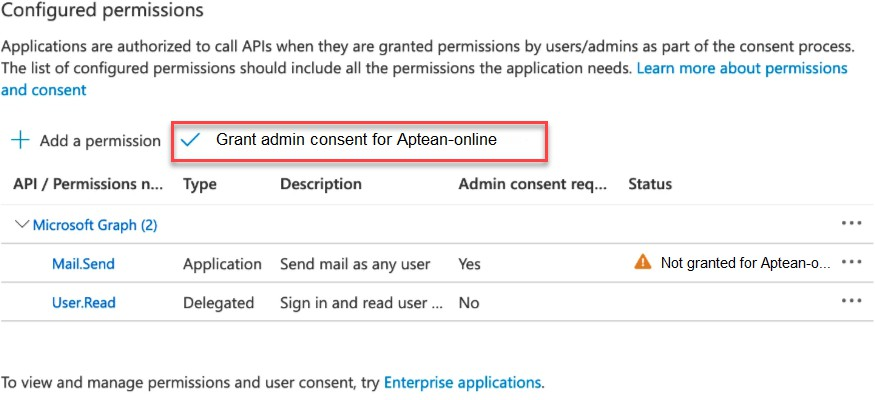 Configured permissions
Applications are authorized to call APIs when they are granted permissions by users/admins as part of the consent process.
The list of configured permissions should include all the permissions the application needs. Learn more about permissions
and consent
Add a permission Grant admin consent for Aptean-online
API / Permissions n... Type Description Admin consent req... Status
Microsoft Graph (2) ...
Mail.Send Application Send mail as any user Yes Not granted for Aptean-o... ...
User.Read Delegated Sign in and read user ... No ...
To view and manage permissions and user consent, try Enterprise applications.